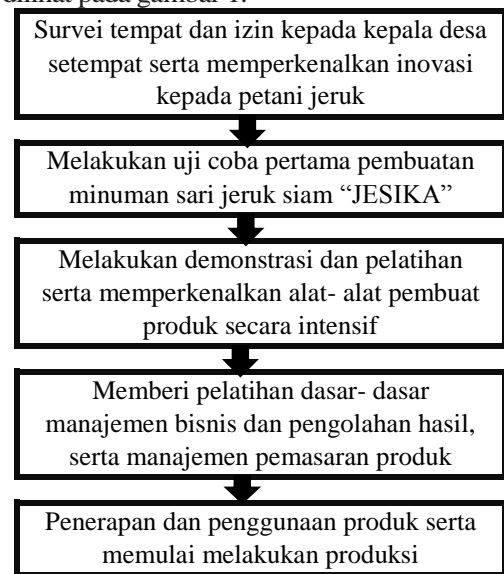 dilihat pada gambar 1.
Survei tempat dan izin kepada kepala desa
setempat serta memperkenalkan inovasi
kepada petani jeruk
Melakukan uji coba pertama pembuatan
minuman sari jeruk siam “JESIKA”
Melakukan demonstrasi dan pelatihan
serta memperkenalkan alat- alat pembuat
produk secara intensif
Memberi pelatihan dasar- dasar
manajemen bisnis dan pengolahan hasil,
serta manajemen pemasaran produk
Penerapan dan penggunaan produk serta
memulai melakukan produksi